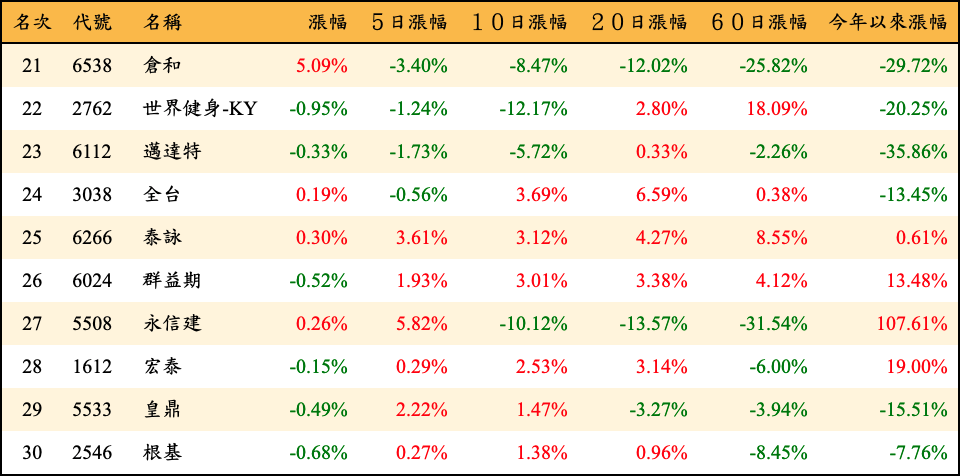 名次 代號 名稱 漲幅 5日漲幅 10日漲幅 20日漲幅 60日漲幅 今年以來漲幅
21 6538 倉和 5.09% -3.40% -8.47% -12.02% -25.82% -29.72%
22 2762 世界健身-KY -0.95% -1.24% -12.17% 2.80% 18.09% -20.25%
23 6112 邁達特 -0.33% -1.73% -5.72% 0.33% -2.26% -35.86%
24 3038 全台 0.19% -0.56% 3.69% 6.59% 0.38% -13.45%
25 6266 泰詠 0.30% 3.61% 3.12% 4.27% 8.55% 0.61%
26 6024 群益期 -0.52% 1.93% 3.01% 3.38% 4.12% 13.48%
27 5508 永信建 0.26% 5.82% -10.12% -13.57% -31.54% 107.61%
28 1612 宏泰 -0.15% 0.29% 2.53% 3.14% -6.00% 19.00%
29 5533 皇鼎 -0.49% 2.22% 1.47% -3.27% -3.94% -15.51%
30 2546 根基 -0.68% 0.27% 1.38% 0.96% -8.45% -7.76%